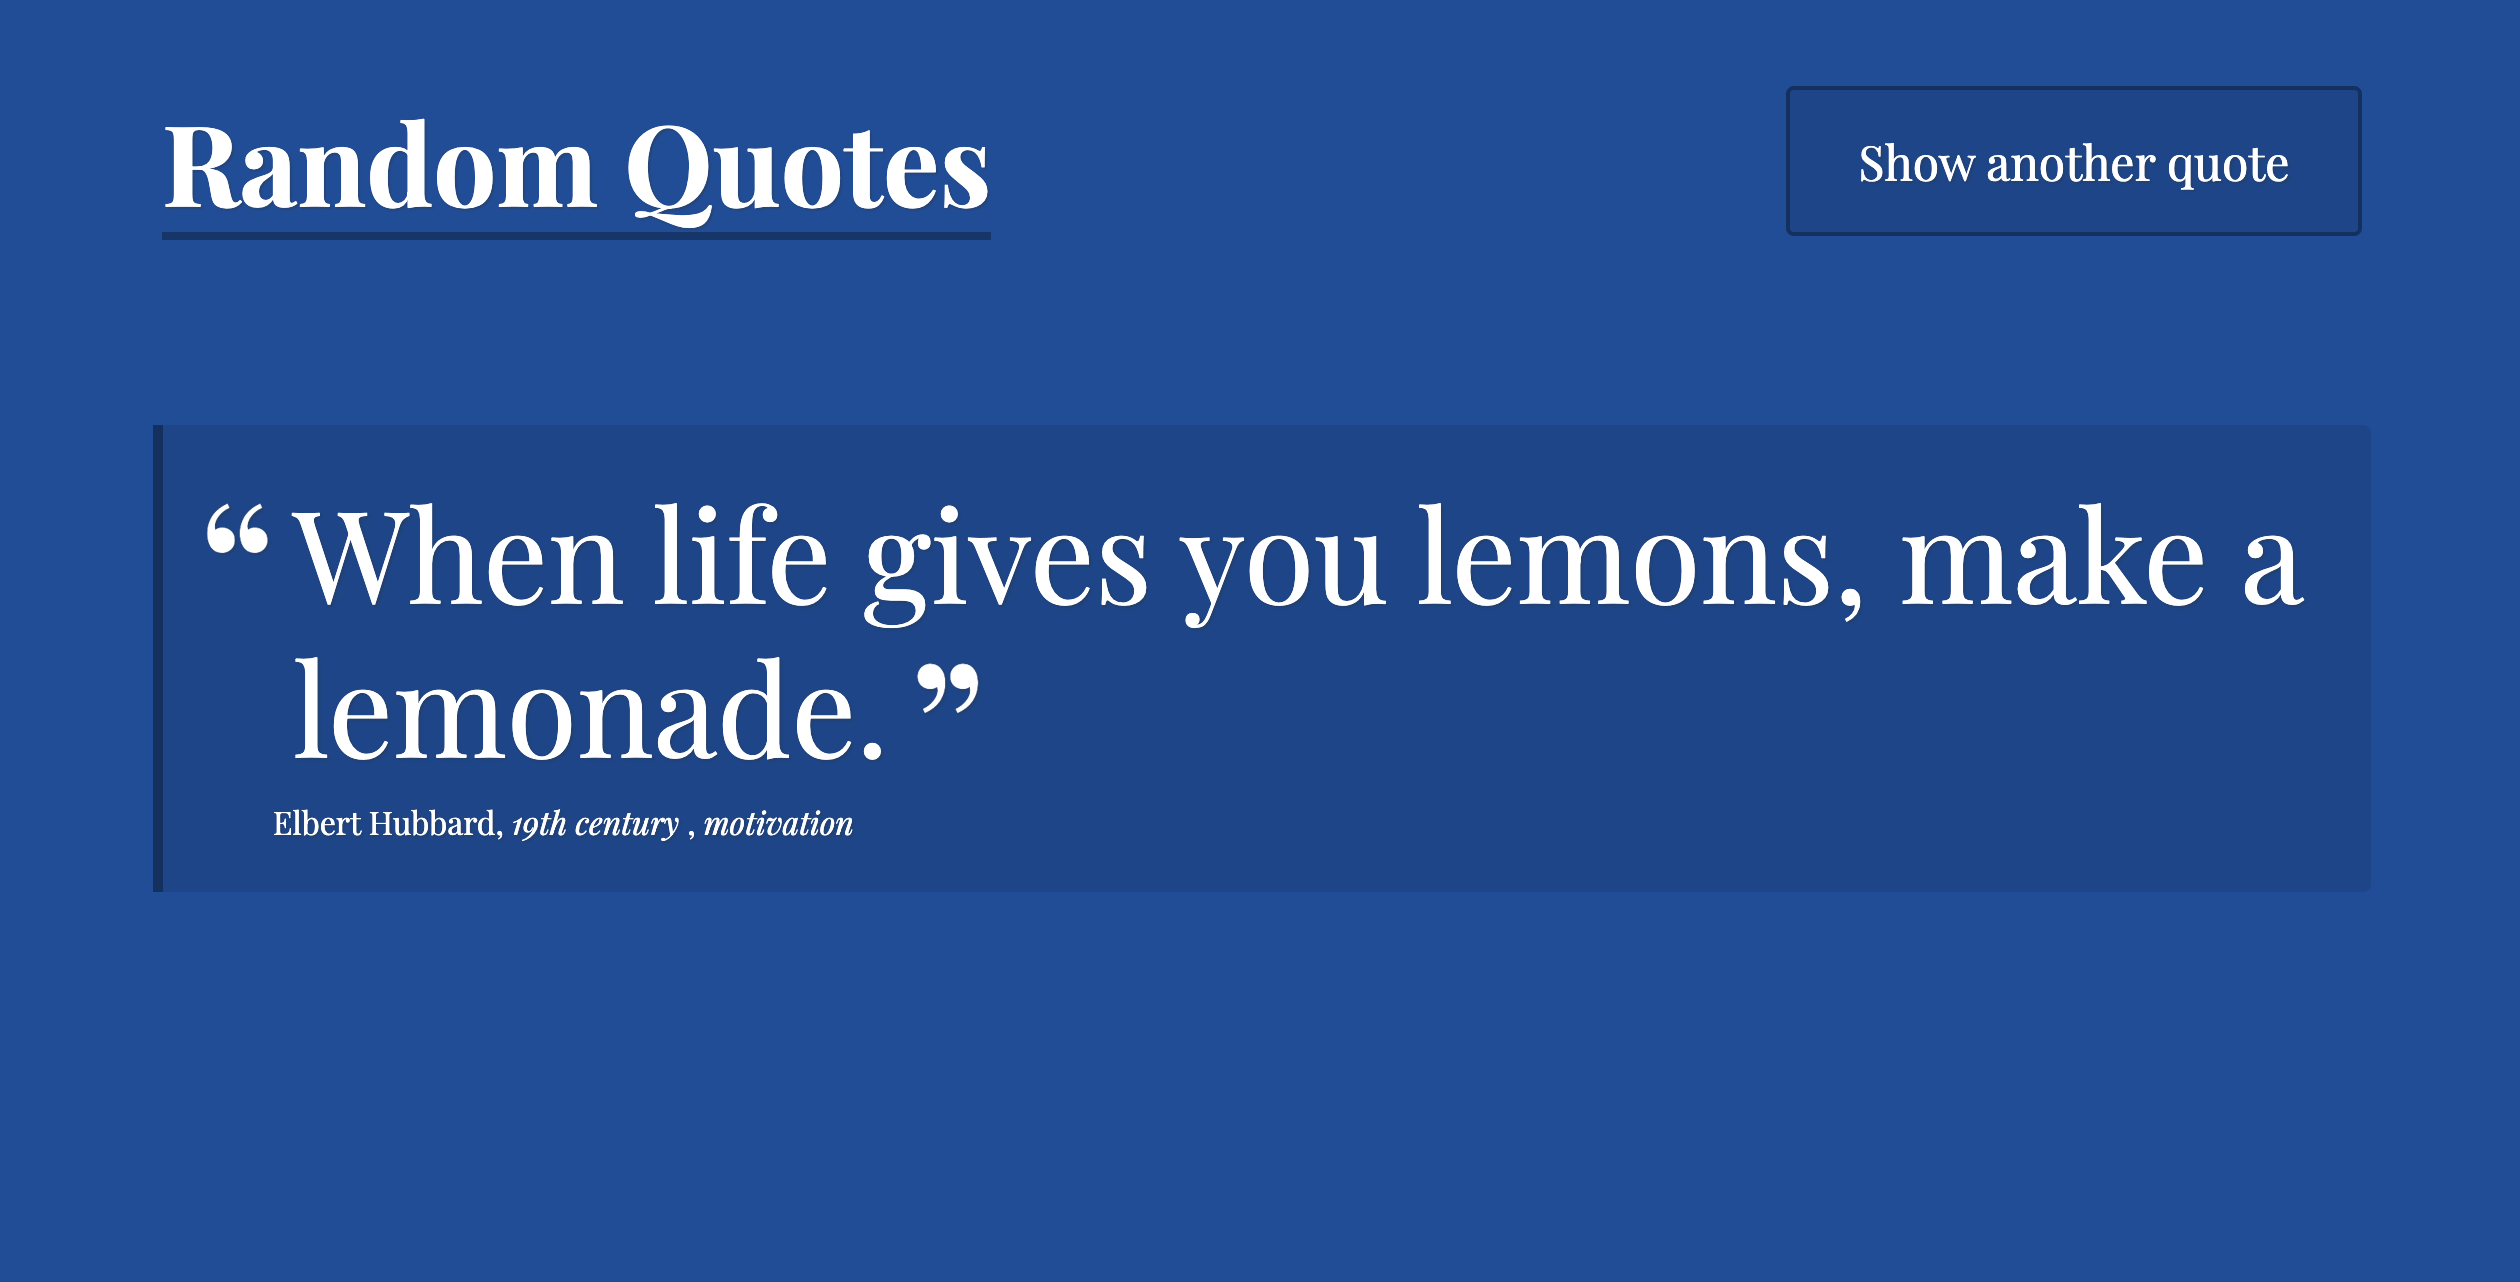 Random Quotes
Show another quote
“When life gives you lemons, make a
lemonade. ”
Elbert Hubbard, 19th century , motivation